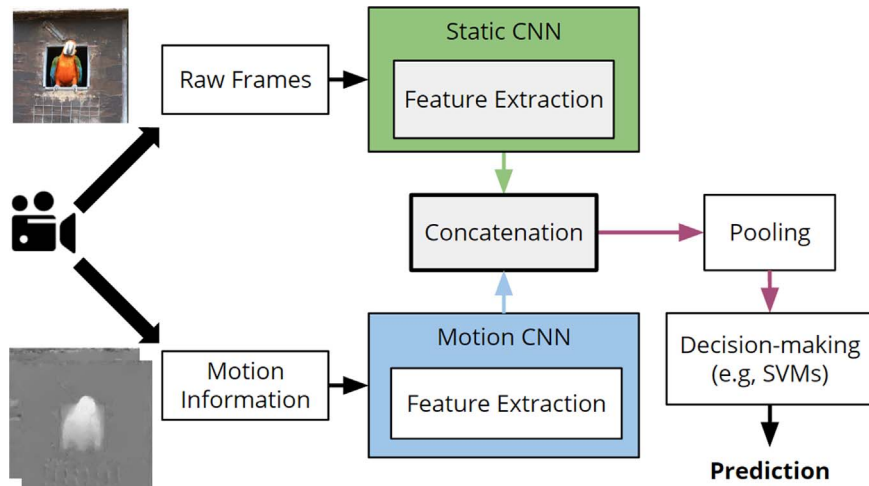 Static CNN
Raw Frames
Feature Extraction
Concatenation
Pooling
Motion CNN
Motion
Information
Feature Extraction
Decision-making
(e.g, SVMs)
Prediction